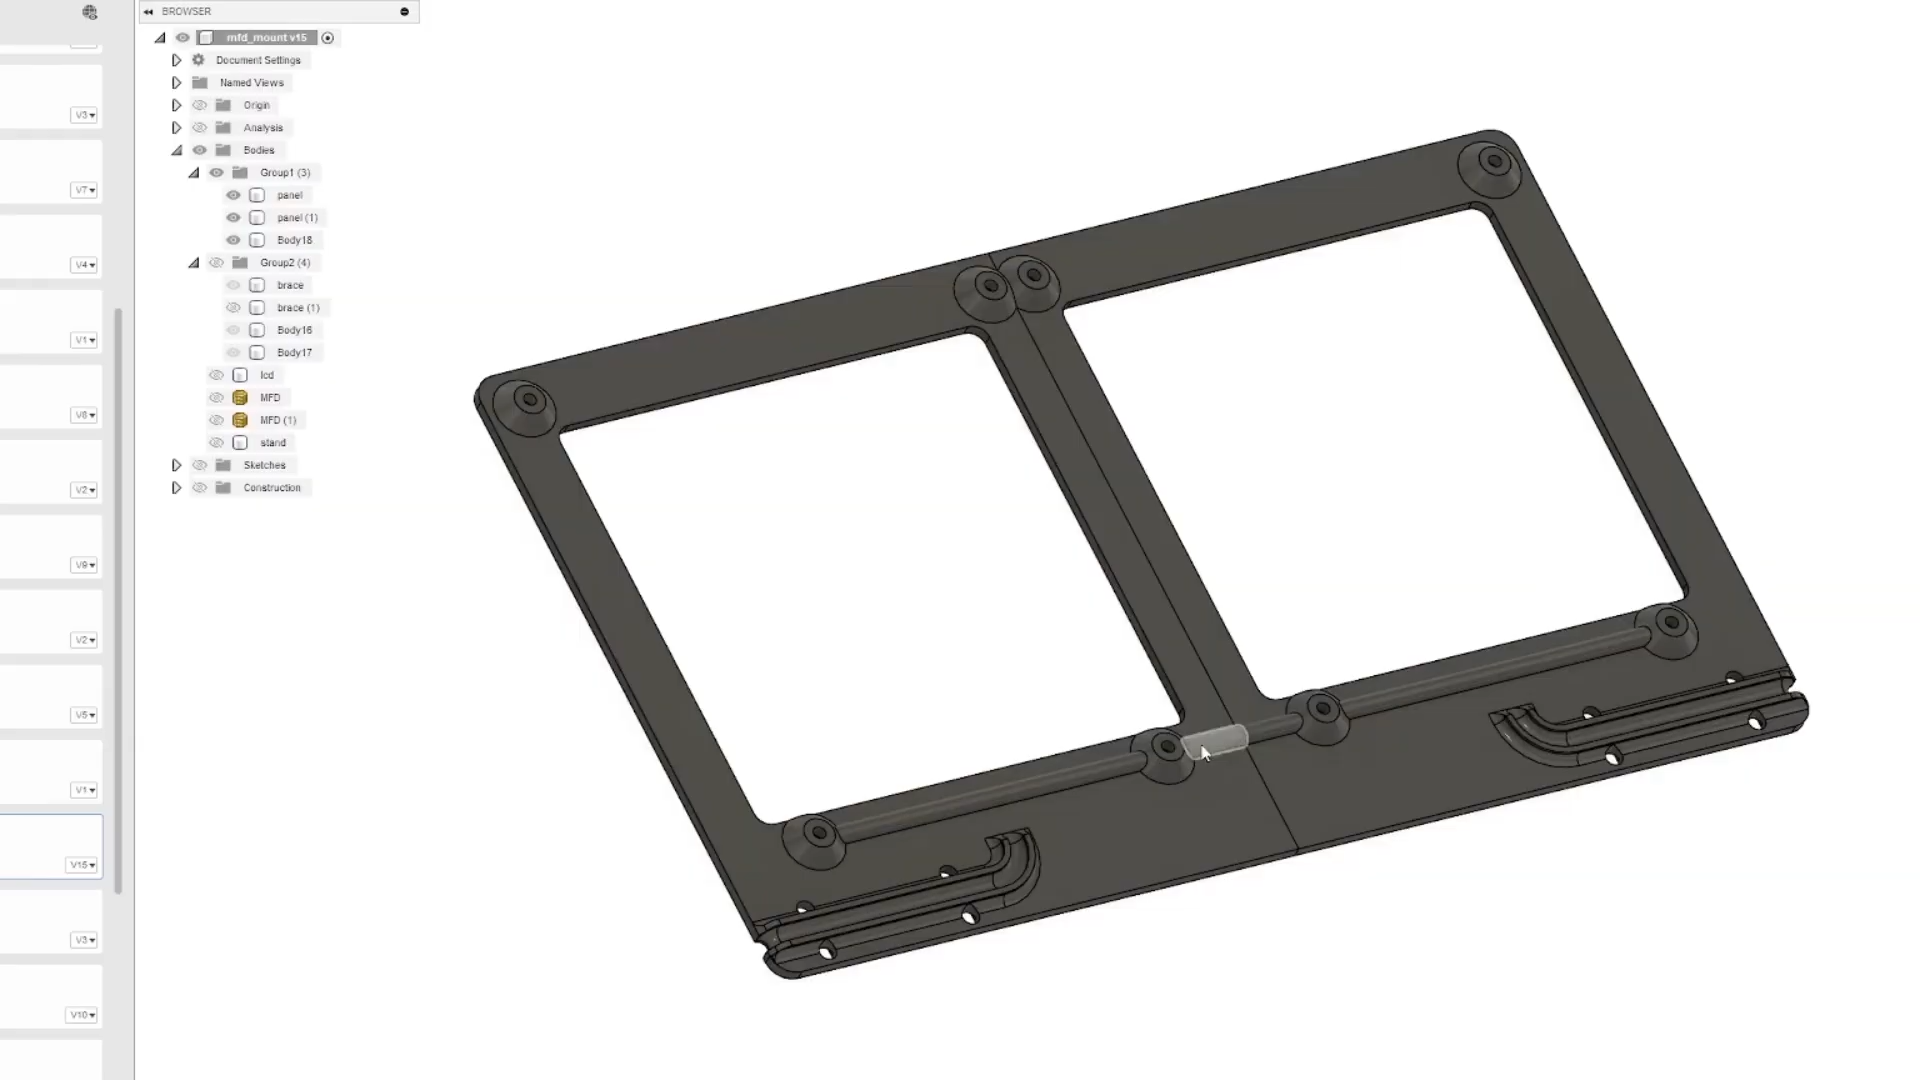 BROWSER
mfd_mount v15
Document Settings
Named Views
Origin
Analysis
Bodies
Group1 (3)
panel
panel (1)
Body18
Group2 (4)
brace
brace (1)
Body16
Body17
lcd
MFD
MFD (1)
stand
Sketches
Construction
V3
V7
V4
V1
V8
V2
V9
V2
V5
V1
V15
V3
V10